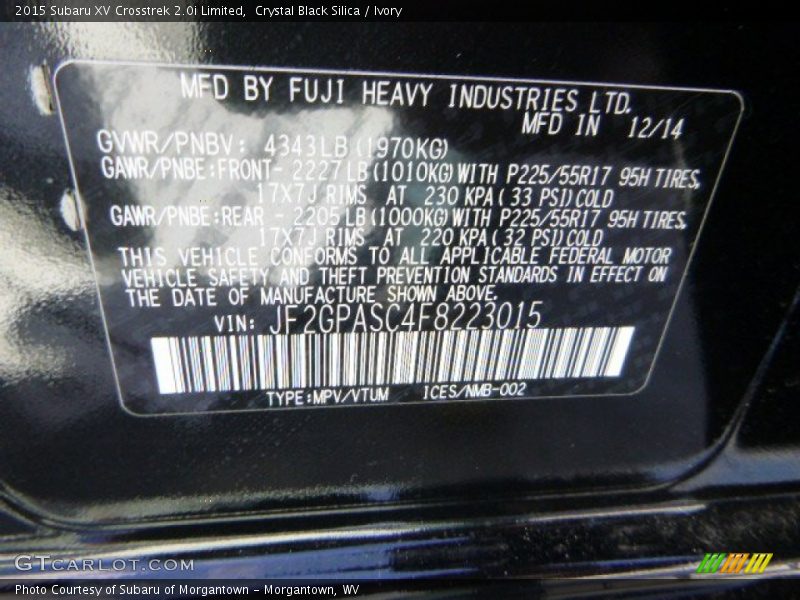 2015 Subaru XV Crosstrek 2.0i Limited,  Crystal Black Silica / Ivory
MFD BY FUJI HEAVY INDUSTRIES LTD.
MFD IN 12/14
GVWR/PNBV: 4343LB(1970KG)
GAWR/PNBE:FRONT- 2227LB(1010KG)WITH P225/55R17 95H TIRES,
17X7J RIMS AT 230 KPA(33 PSI)COLD
GAWR/PNBE:REAR - 2205LB(1000KG)WITH P225/55R17 95H TIRES,
17X7J RIMS AT 220 KPA(32 PSI)COLD
THIS VEHICLE CONFORMS TO ALL APPLICABLE FEDERAL MOTOR
VEHICLE SAFETY AND THEFT PREVENTION STANDARDS IN EFFECT ON
THE DATE OF MANUFACTURE SHOWN ABOVE.
VIN: JF2GPASC4F8223015
TYPE:MPV/VTUM ICES/NMB-002
GTCARLOT.COM
Photo Courtesy of Subaru of Morgantown – Morgantown, WV